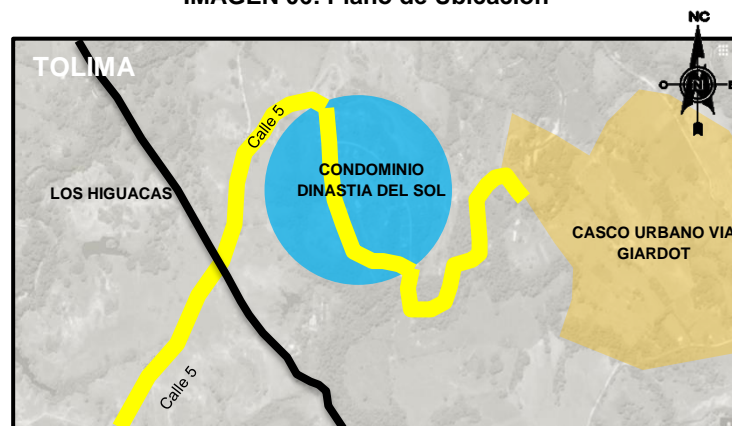 IMAGEN 00. Plano de Ubicación
NC
TOLIMA
O
N
Calle 5
CONDOMINIO
DINASTIA DEL SOL
LOS HIGUACAS
CASCO URBANO VIA
GIARDOT
Calle 5